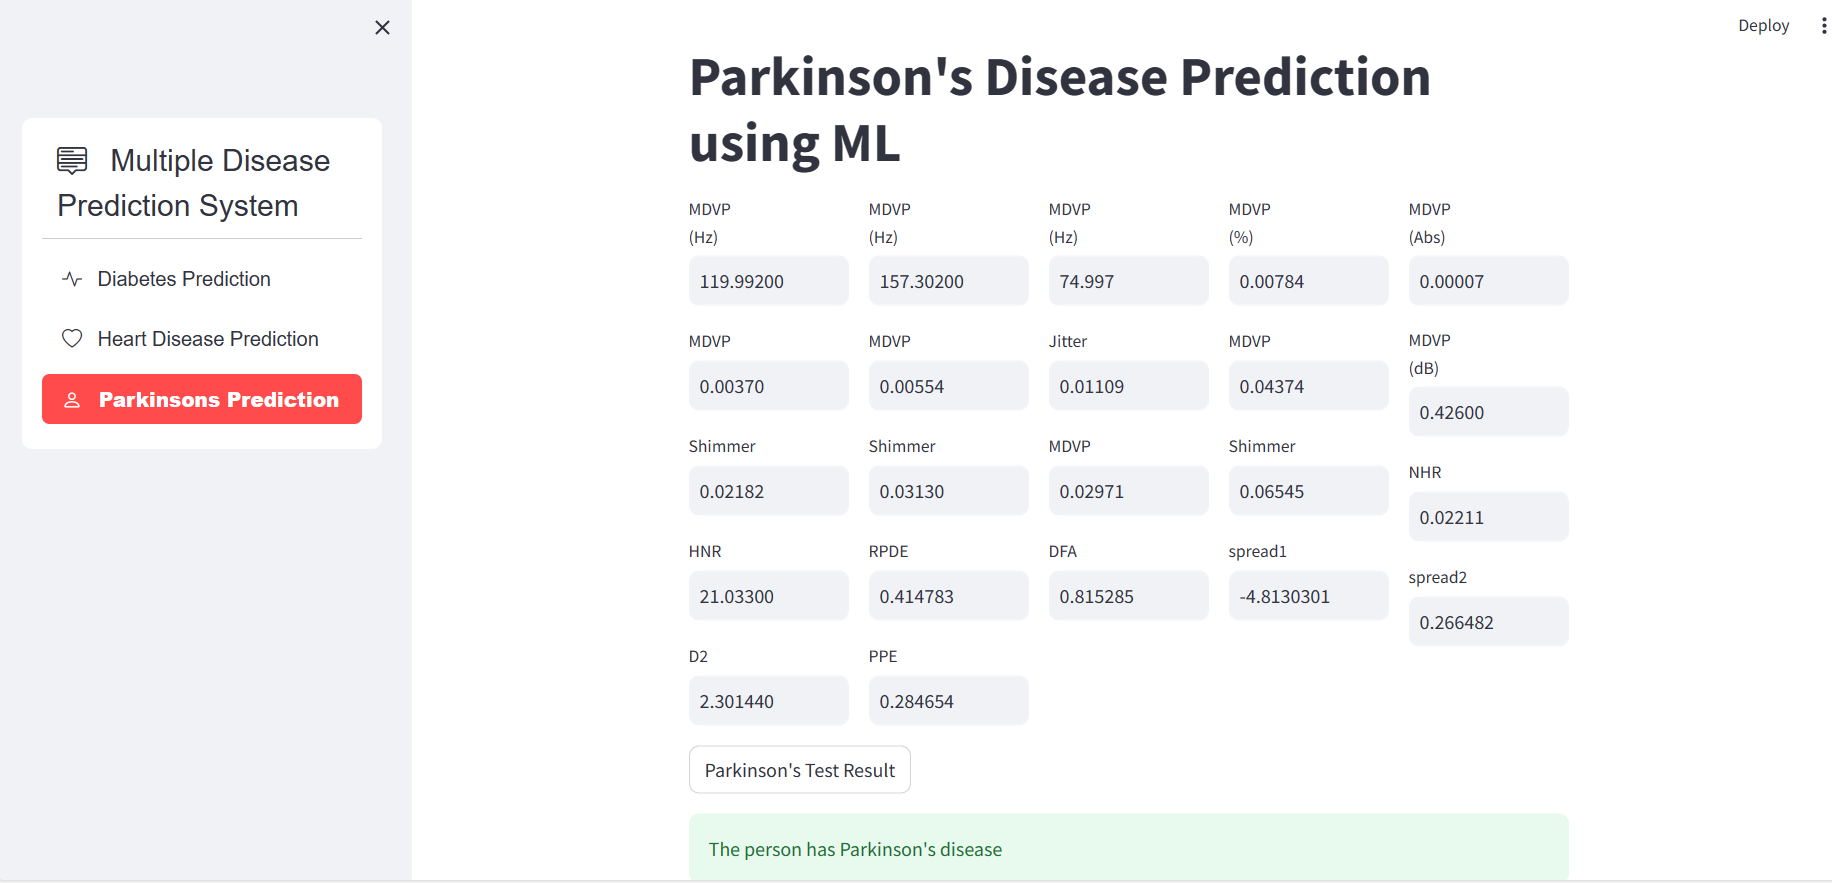 Deploy
Multiple Disease
Prediction System
Diabetes Prediction
Heart Disease Prediction
Parkinsons Prediction
Parkinson's Disease Prediction
using ML
MDVP
(Hz)
119.99200
MDVP
(Hz)
157.30200
MDVP
(Hz)
74.997
MDVP
(%)
0.00784
MDVP
(Abs)
0.00007
MDVP
0.00370
MDVP
0.00554
Jitter
0.01109
MDVP
0.04374
MDVP
(dB)
0.42600
Shimmer
0.02182
Shimmer
0.03130
MDVP
0.02971
Shimmer
0.06545
NHR
0.02211
HNR
21.03300
RPDE
0.414783
DFA
0.815285
spread1
-4.8130301
spread2
0.266482
D2
2.301440
PPE
0.284654
Parkinson's Test Result
The person has Parkinson's disease